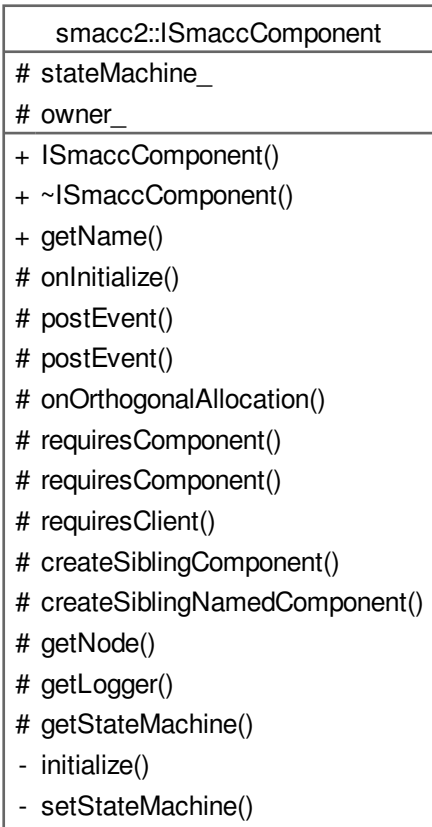 smacc2::ISmaccComponent
# stateMachine_
# owner_
+ ISmaccComponent()
+ ~ISmaccComponent()
+ getName()
# onInitialize()
# postEvent()
# postEvent()
# onOrthogonalAllocation()
# requiresComponent()
# requiresComponent()
# requiresClient()
# createSiblingComponent()
# createSiblingNamedComponent()
# getNode()
# getLogger()
# getStateMachine()
- initialize()
- setStateMachine()